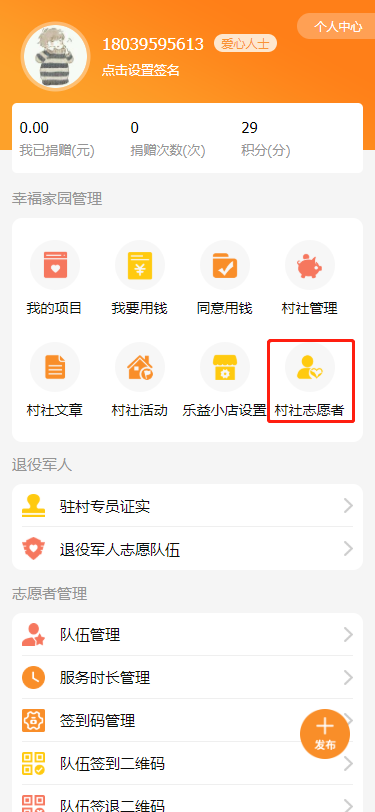 个人中心
18039595613 爱心人士
点击设置签名
0.00 0 29
我已捐赠(元) 捐赠次数(次) 积分(分)
幸福家园管理
我的项目 我要用钱 同意用钱 村社管理
村社文章 村社活动 乐益小店设置 村社志愿者
退役军人
驻村专员证实
退役军人志愿队伍
志愿者管理
队伍管理
服务时长管理
签到码管理
发布
队伍签到二维码
队伍签退二维码